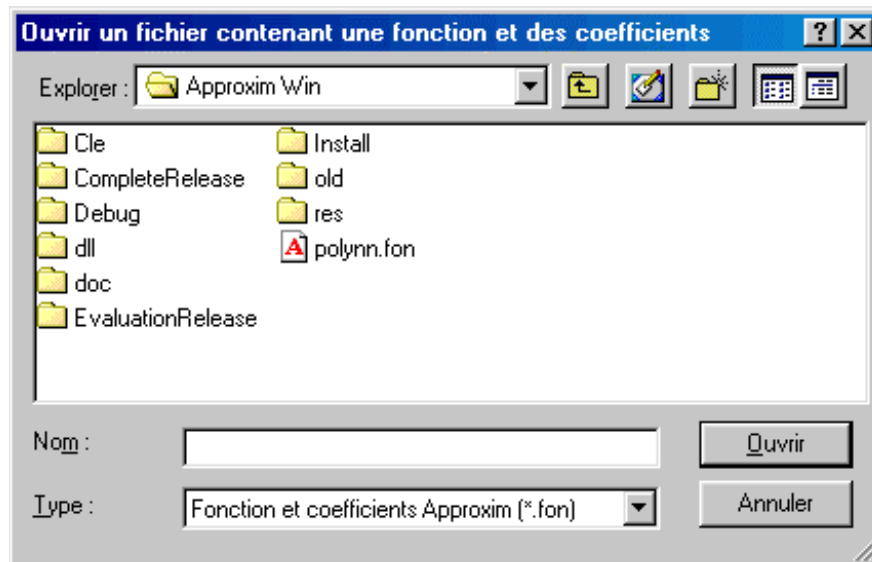 Ouvrir un fichier contenant une fonction et des coefficients
Explorer : Approxim Win
Cle Install
CompleteRelease old
Debug res
dll polynn.fon
doc
EvaluationRelease
Nom : Ouvrir
Type : Fonction et coefficients Approxim (*.fon) Annuler